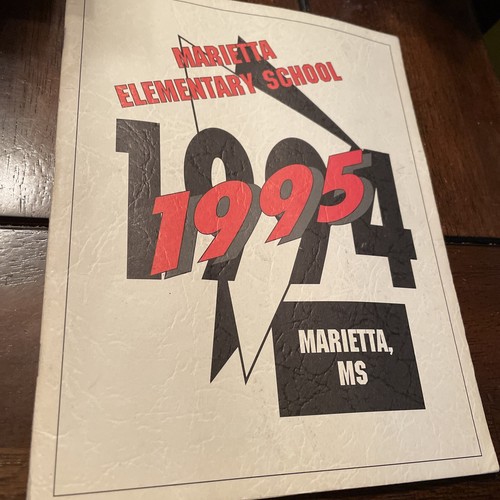 MARIETTA
ELEMENTARY SCHOOL
1994
1995
MARIETTA,
MS